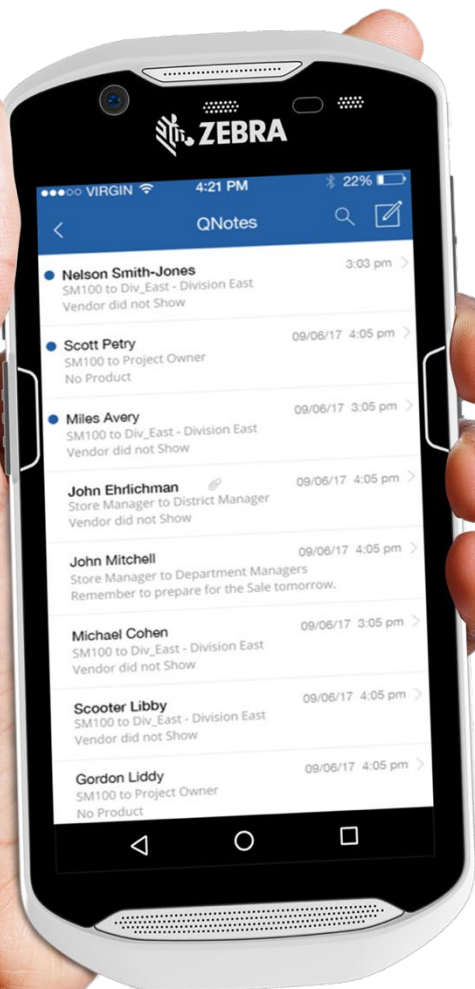 ZEBRA
VIRGIN 4:21 PM 22%
QNotes
Nelson Smith-Jones 3:03 pm
SM100 to Div_East - Division East
Vendor did not Show
Scott Petry 09/06/17 4:05 pm
SM100 to Project Owner
No Product
Miles Avery 09/06/17 3:05 pm
SM100 to Div_East - Division East
Vendor did not Show
John Ehrlichman 09/06/17 4:05 pm
Store Manager to District Manager
Vendor did not Show
John Mitchell 09/06/17 4:05 pm
Store Manager to Department Managers
Remember to prepare for the Sale tomorrow.
Michael Cohen 09/06/17 3:05 pm
SM100 to Div_East - Division East
Vendor did not Show
Scooter Libby 09/06/17 4:05 pm
SM100 to Div_East - Division East
Vendor did not Show
Gordon Liddy 09/06/17 4:05 pm
SM100 to Project Owner
No Product